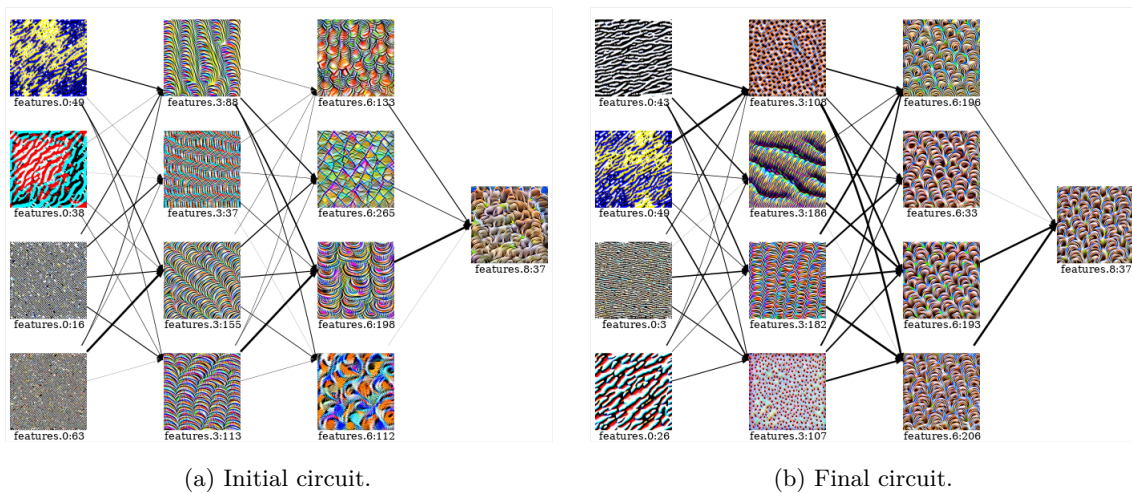 features.0:49 features.3:88 features.6:133
features.0:38 features.3:37 features.6:265
features.8:37
features.0:16 features.3:155 features.6:198
features.0:63 features.3:113 features.6:112
(a) Initial circuit.
features.0:43 features.3:108 features.6:196
features.0:49 features.3:186 features.6:33
features.8:37
features.0:3 features.3:182 features.6:193
features.0:26 features.3:107 features.6:206
(b) Final circuit.